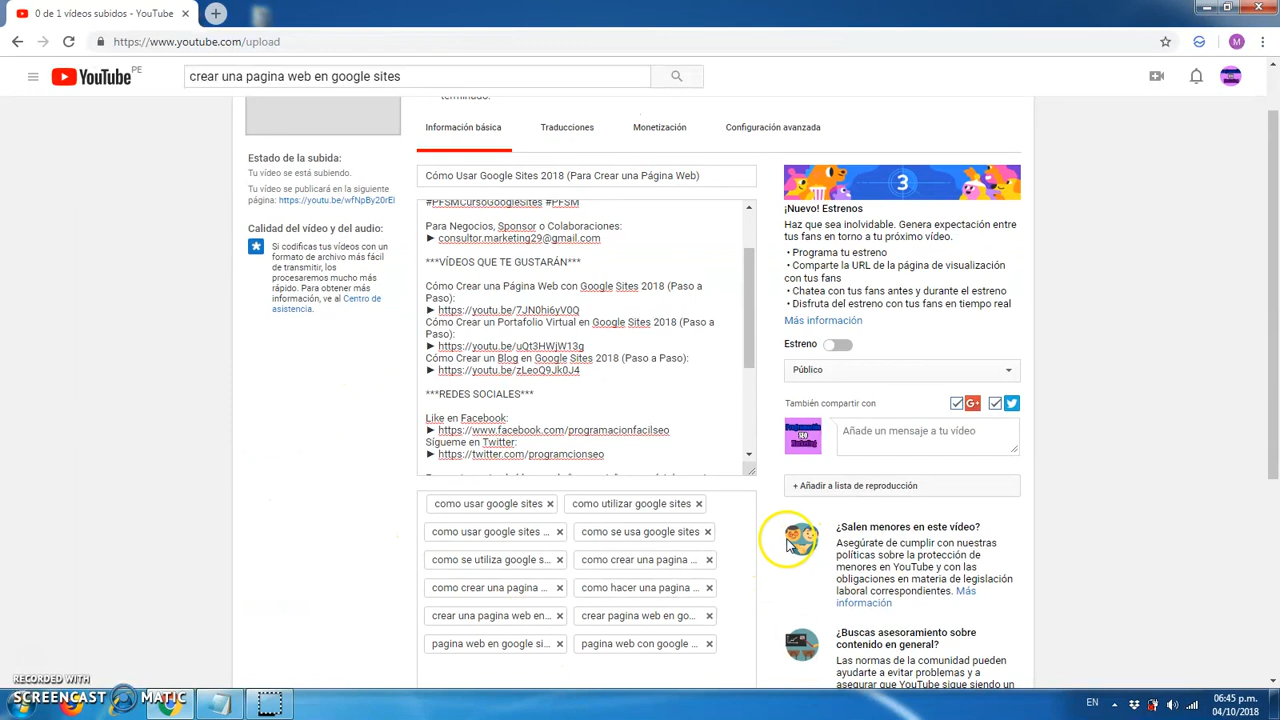 0 de 1 vídeos subidos - YouTube
https://www.youtube.com/upload
M
YouTube PE
crear una pagina web en google sites
terminado.
Información básica
Traducciones
Monetización
Configuración avanzada
Estado de la subida:
Tu vídeo se está subiendo.
Tu vídeo se publicará en la siguiente
página: https://youtu.be/wfNpBy20rEI
Calidad del vídeo y del audio:
Si codificas tus vídeos con un
formato de archivo más fácil
de transmitir, los
procesaremos mucho más
rápido. Para obtener más
información, ve al Centro de
asistencia.
Cómo Usar Google Sites 2018 (Para Crear una Página Web)
#PFSMCursoGoogleSites #PFSM
Para Negocios, Sponsor o Colaboraciones:
► consultor.marketing29@gmail.com
***VÍDEOS QUE TE GUSTARÁN***
Cómo Crear una Página Web con Google Sites 2018 (Paso a
Paso):
► https://youtu.be/7JN0hi6yV0Q
Cómo Crear un Portafolio Virtual en Google Sites 2018 (Paso a
Paso):
► https://youtu.be/uQt3HWjW13g
Cómo Crear un Blog en Google Sites 2018 (Paso a Paso):
► https://youtu.be/zLeoQ9Jk0J4
***REDES SOCIALES***
Like en Facebook:
► https://www.facebook.com/programacionfacilseo
Sígueme en Twitter:
► https://twitter.com/programcionseo
como usar google sites
como utilizar google sites
como usar google sites ...
como se usa google sites
como se utiliza google s...
como crear una pagina ...
como crear una pagina ...
como hacer una pagina ...
crear una pagina web en...
crear pagina web en go...
pagina web en google si...
pagina web con google ...
3
¡Nuevo! Estrenos
Haz que sea inolvidable. Genera expectación entre
tus fans en torno a tu próximo vídeo.
• Programa tu estreno
• Comparte la URL de la página de visualización
con tus fans
• Chatea con tus fans antes y durante el estreno
• Disfruta del estreno con tus fans en tiempo real
Más información
Estreno
Público
También compartir con
G+
Programación
SEO
Marketing
Añade un mensaje a tu vídeo
+ Añadir a lista de reproducción
¿Salen menores en este vídeo?
Asegúrate de cumplir con nuestras
políticas sobre la protección de
menores en YouTube y con las
obligaciones en materia de legislación
laboral correspondientes. Más
información
¿Buscas asesoramiento sobre
contenido en general?
Las normas de la comunidad pueden
ayudarte a evitar problemas y a
asegurar que YouTube sigue siendo un
RECORDED WITH
SCREENCAST MATIC
EN
06:45 p.m.
04/10/2018